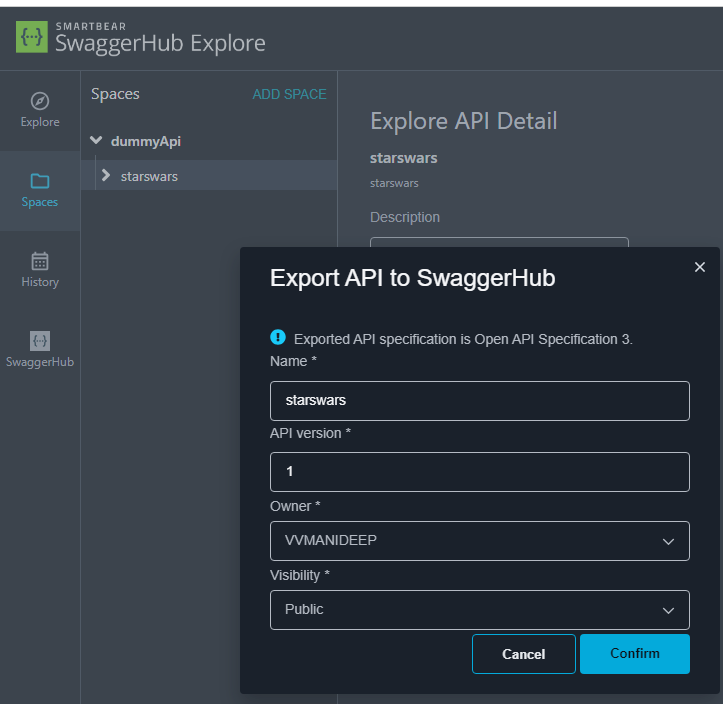 SMARTBEAR
SwaggerHub Explore
Explore
Spaces
History
SwaggerHub
Spaces
ADD SPACE
dummyApi
starswars
Explore API Detail
starswars
starswars
Description
Export API to SwaggerHub
Exported API specification is Open API Specification 3.
Name *
starswars
API version *
1
Owner *
VVMANIDEEP
Visibility *
Public
Cancel
Confirm